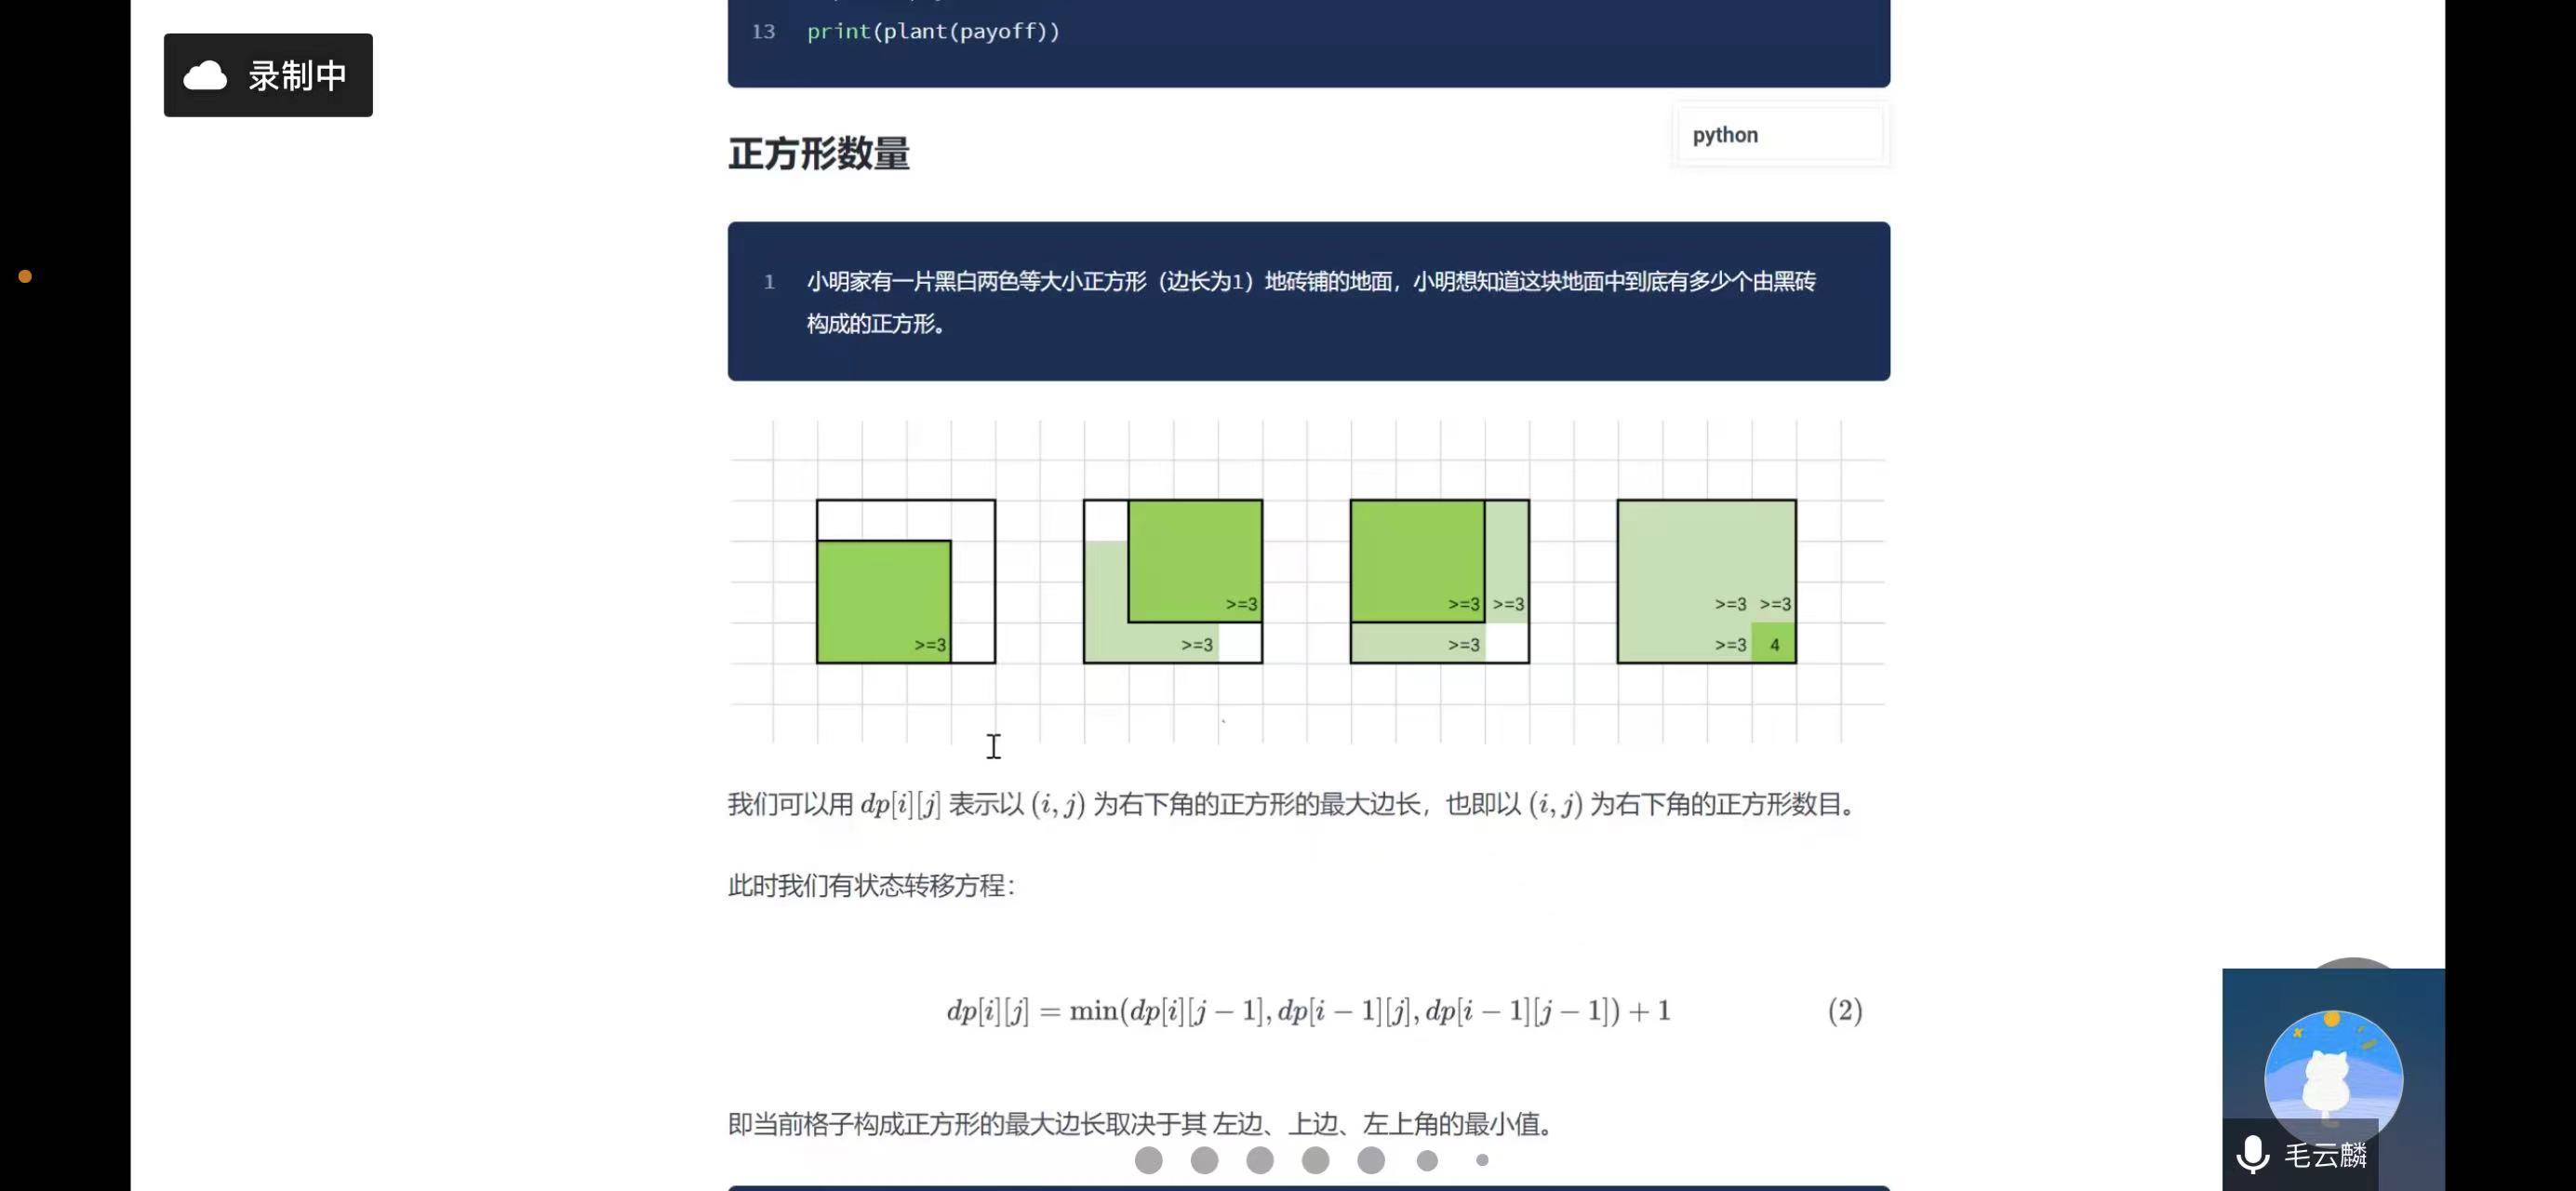 录制中
13 print(plant(payoff))
正方形数量
python
1 小明家有一片黑白两色等大小正方形（边长为1）地砖铺的地面，小明想知道这块地面中到底有多少个由黑砖
构成的正方形。
>=3 >=3 >=3 >=3 >=3 >=3
>=3 >=3 >=3 >=3 4
我们可以用 dp[i][j] 表示以 (i, j) 为右下角的正方形的最大边长，也即以 (i, j) 为右下角的正方形数目。
此时我们有状态转移方程：
dp[i][j] = min(dp[i][j − 1], dp[i − 1][j], dp[i − 1][j − 1]) + 1 (2)
即当前格子构成正方形的最大边长取决于其 左边、上边、左上角的最小值。
毛云麟